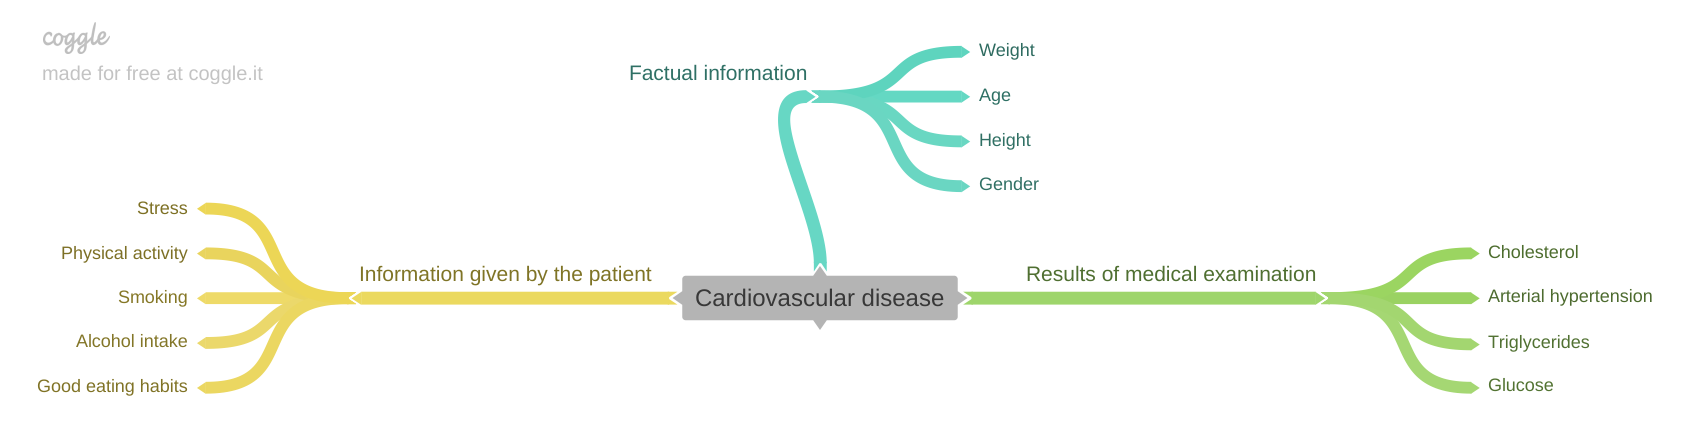 coggle
made for free at coggle.it
Factual information
Weight
Age
Height
Gender
Stress
Physical activity
Smoking
Alcohol intake
Good eating habits
Information given by the patient
Cardiovascular disease
Results of medical examination
Cholesterol
Arterial hypertension
Triglycerides
Glucose